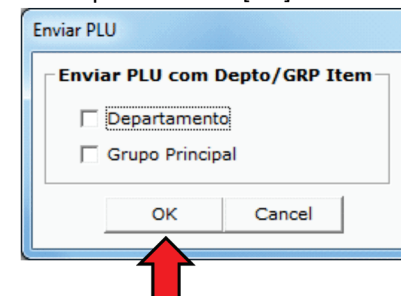 Enviar PLU
Enviar PLU com Depto/GRP Item
Departamento
Grupo Principal
OK Cancel